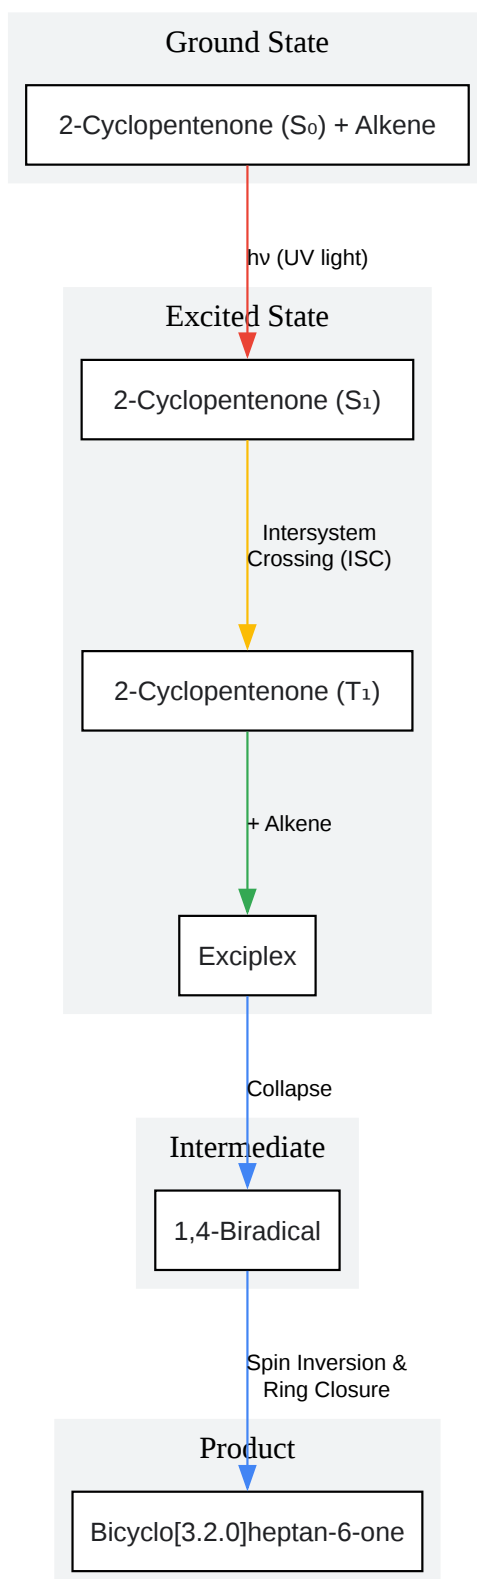 Ground State
2-Cyclopentenone (S₀) + Alkene
hν (UV light)
Excited State
2-Cyclopentenone (S₁)
Intersystem
Crossing (ISC)
2-Cyclopentenone (T₁)
+ Alkene
Exciplex
Collapse
Intermediate
1,4-Biradical
Spin Inversion &
Ring Closure
Product
Bicyclo[3.2.0]heptan-6-one